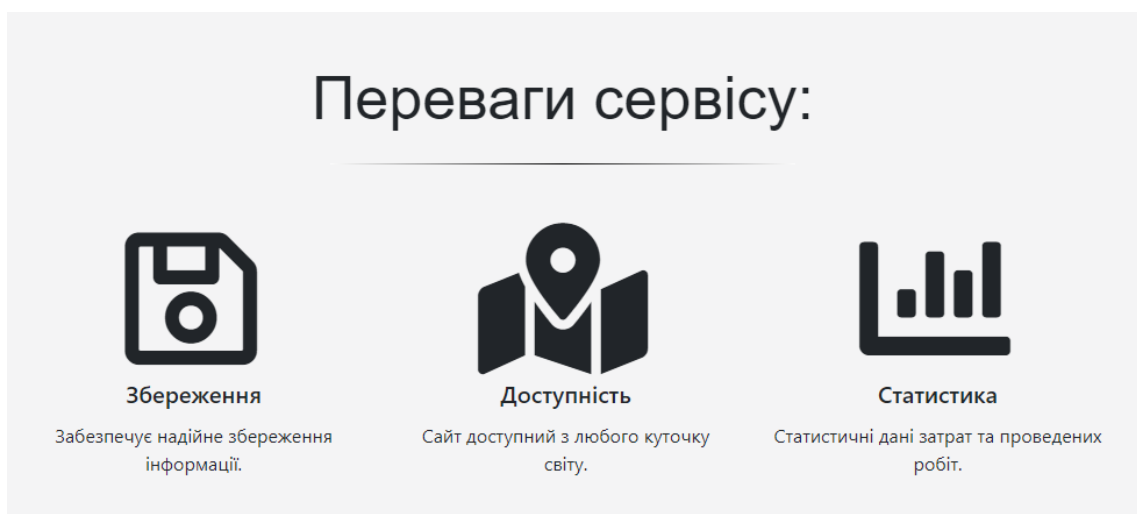 Переваги сервісу:
Збереження
Забезпечує надійне збереження
інформації.
Доступність
Сайт доступний з любого куточку
світу.
Статистика
Статистичні дані затрат та проведених
робіт.